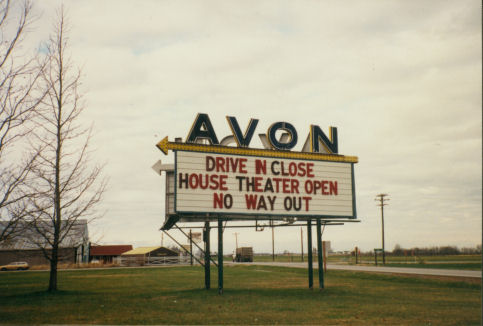 AVON
DRIVE IN CLOSE
HOUSE THEATER OPEN
NO WAY OUT